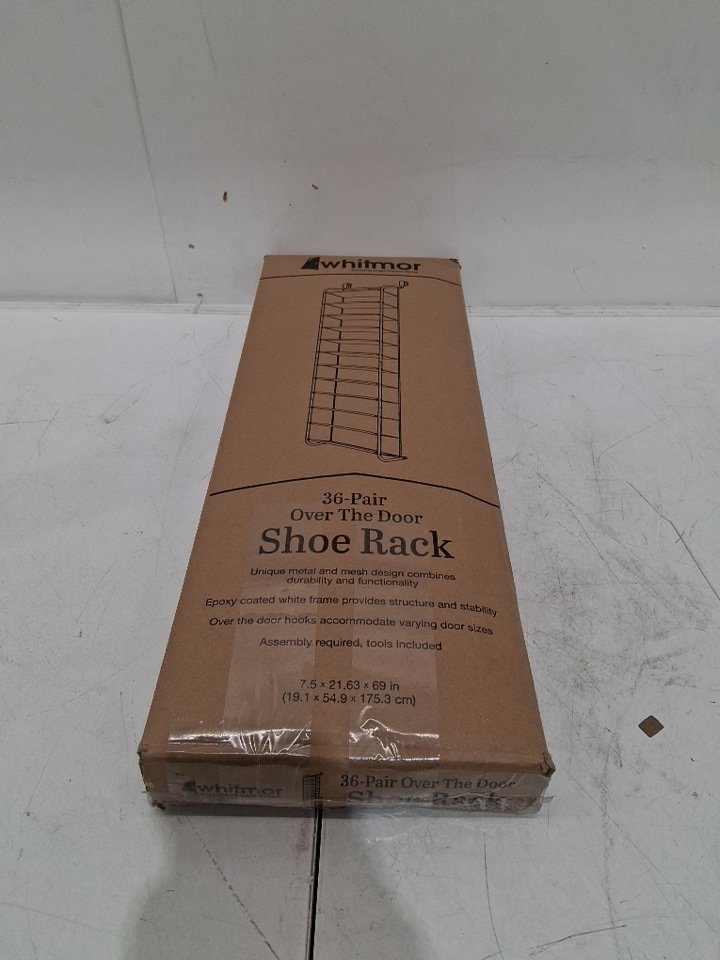 whitmor
36-Pair
Over The Door
Shoe Rack
Unique metal and mesh design combines
durability and functionality
Epoxy coated white frame provides structure and stability
Over the door hooks accommodate varying door sizes
Assembly required, tools included
7.5 x 21.63 x 69 in
(19.1 x 54.9 x 175.3 cm)
whitmor
36-Pair Over The Door
Shoe Rack